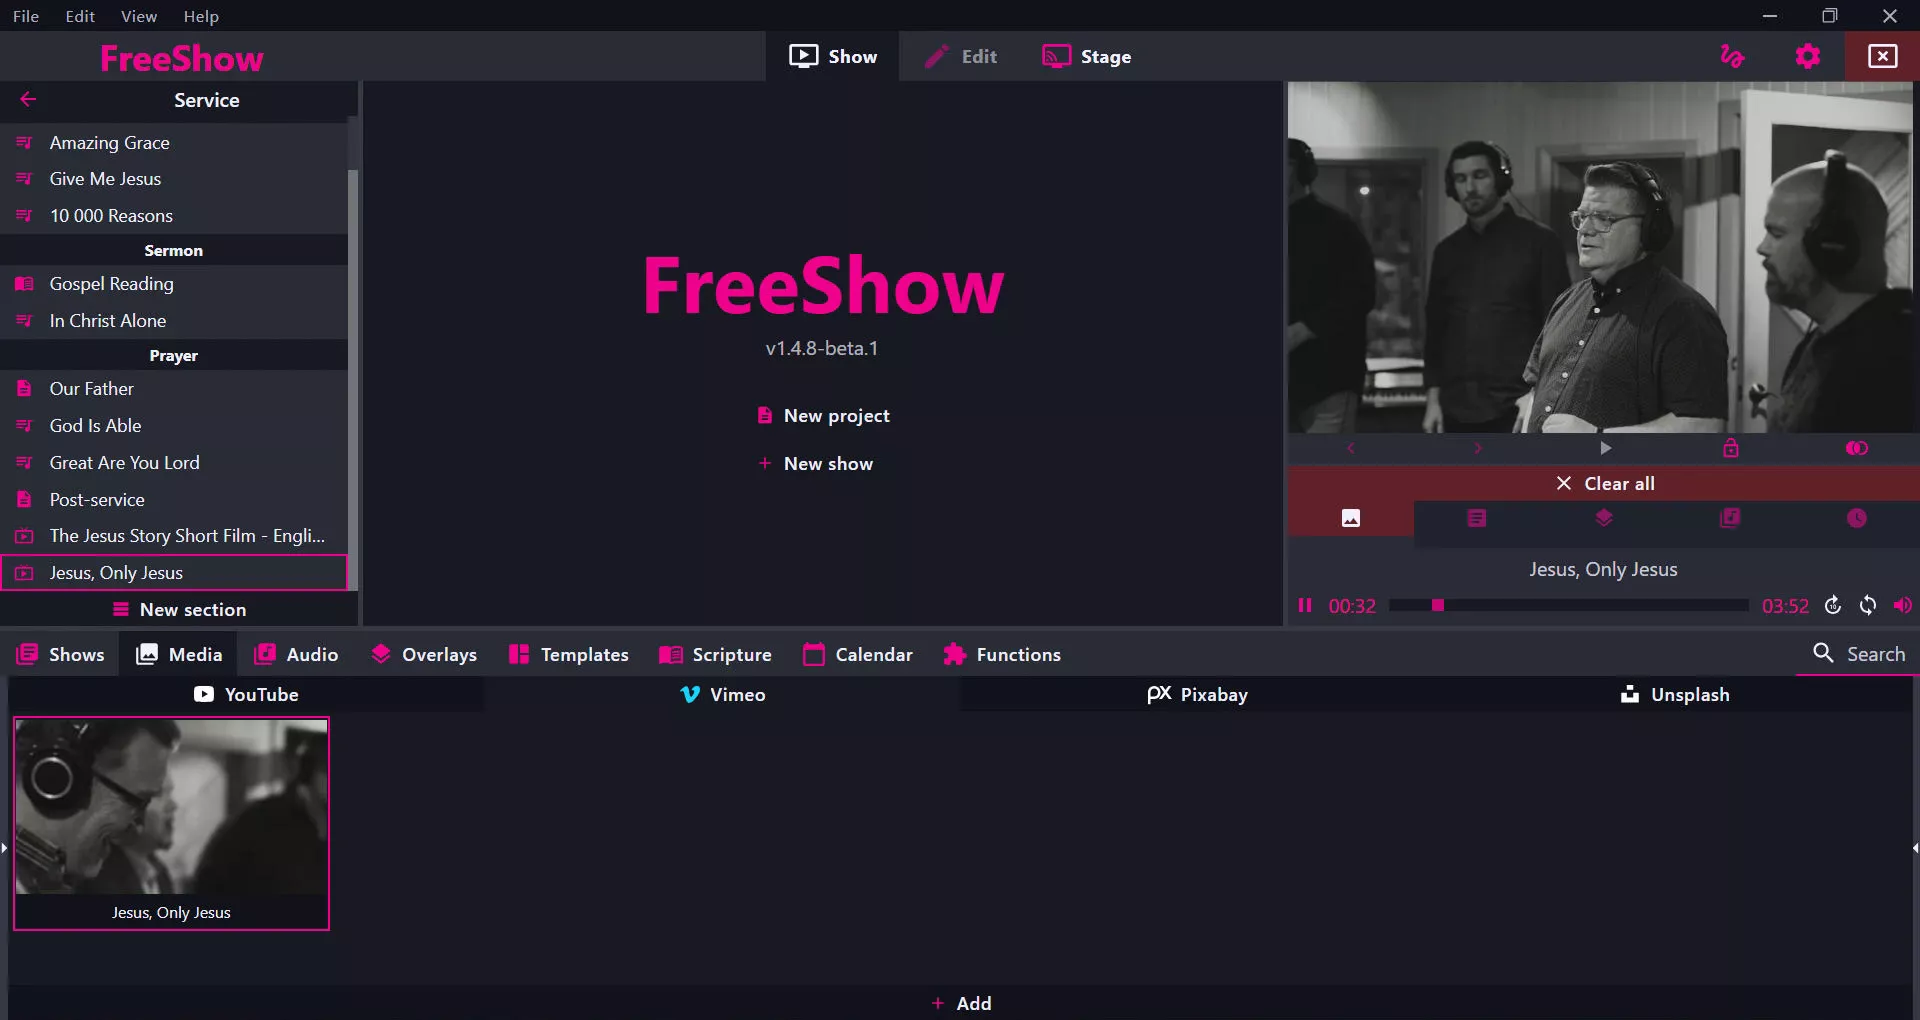 File Edit View Help
FreeShow
Show Edit Stage
Service
Amazing Grace
Give Me Jesus
10 000 Reasons
Sermon
Gospel Reading
In Christ Alone
Prayer
Our Father
God Is Able
Great Are You Lord
Post-service
The Jesus Story Short Film - Engli...
Jesus, Only Jesus
New section
FreeShow
v1.4.8-beta.1
New project
New show
Clear all
Jesus, Only Jesus
00:32 03:52
Shows Media Audio Overlays Templates Scripture Calendar Functions Search
YouTube Vimeo Pixabay Unsplash
Jesus, Only Jesus
Add